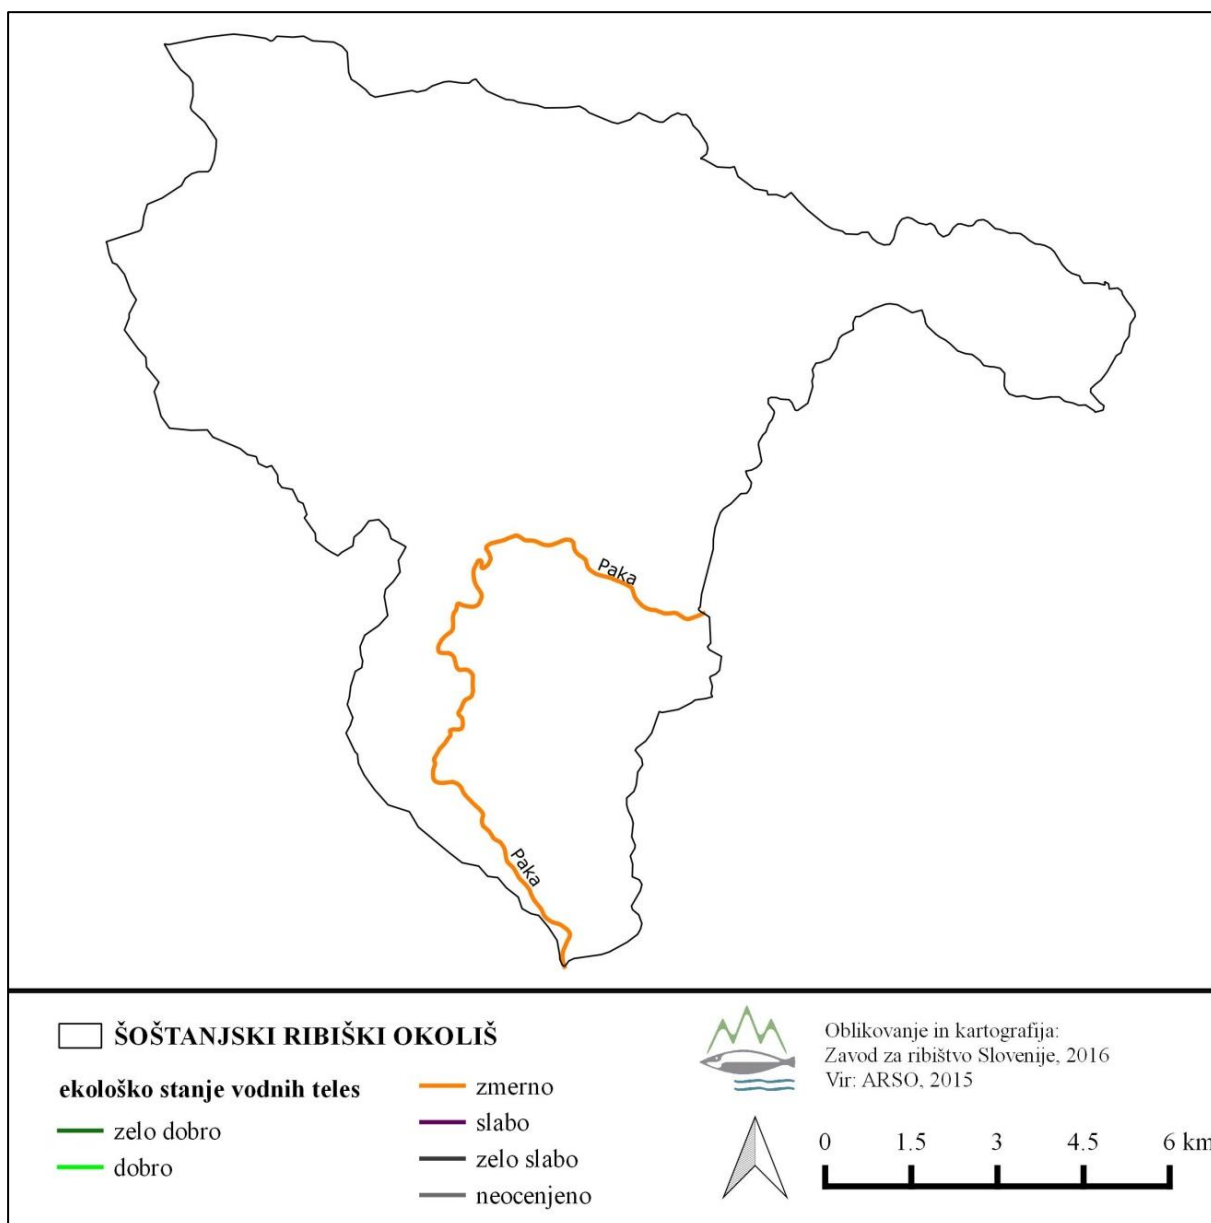 Paka
Paka
ŠOŠTANJSKI RIBIŠKI OKOLIŠ
ekološko stanje vodnih teles
zelo dobro
dobro
zmerno
slabo
zelo slabo
neocenjeno
Oblikovanje in kartografija:
Zavod za ribištvo Slovenije, 2016
Vir: ARSO, 2015
0 1.5 3 4.5 6 km